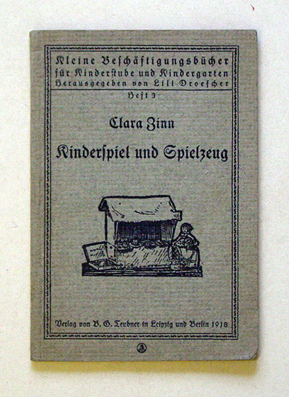 Kleine Beschäftigungsbücher
für Kinderstube und Kindergarten
Herausgegeben von Lili Droescher
Heft 3
Clara Zinn
Kinderspiel und Spielzeug
Verlag von B. G. Teubner in Leipzig und Berlin 1918